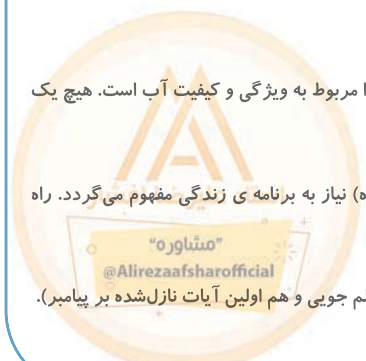 ا مربوط به ویژگی و کیفیت آب است. هیچ یک
ه) نیاز به برنامه ی زندگی مفهوم می‌گردد. راه
"مشاوره"
@Alirezaafsharofficial
لم جویی و هم اولین آیات نازل‌شده بر پیامبر).